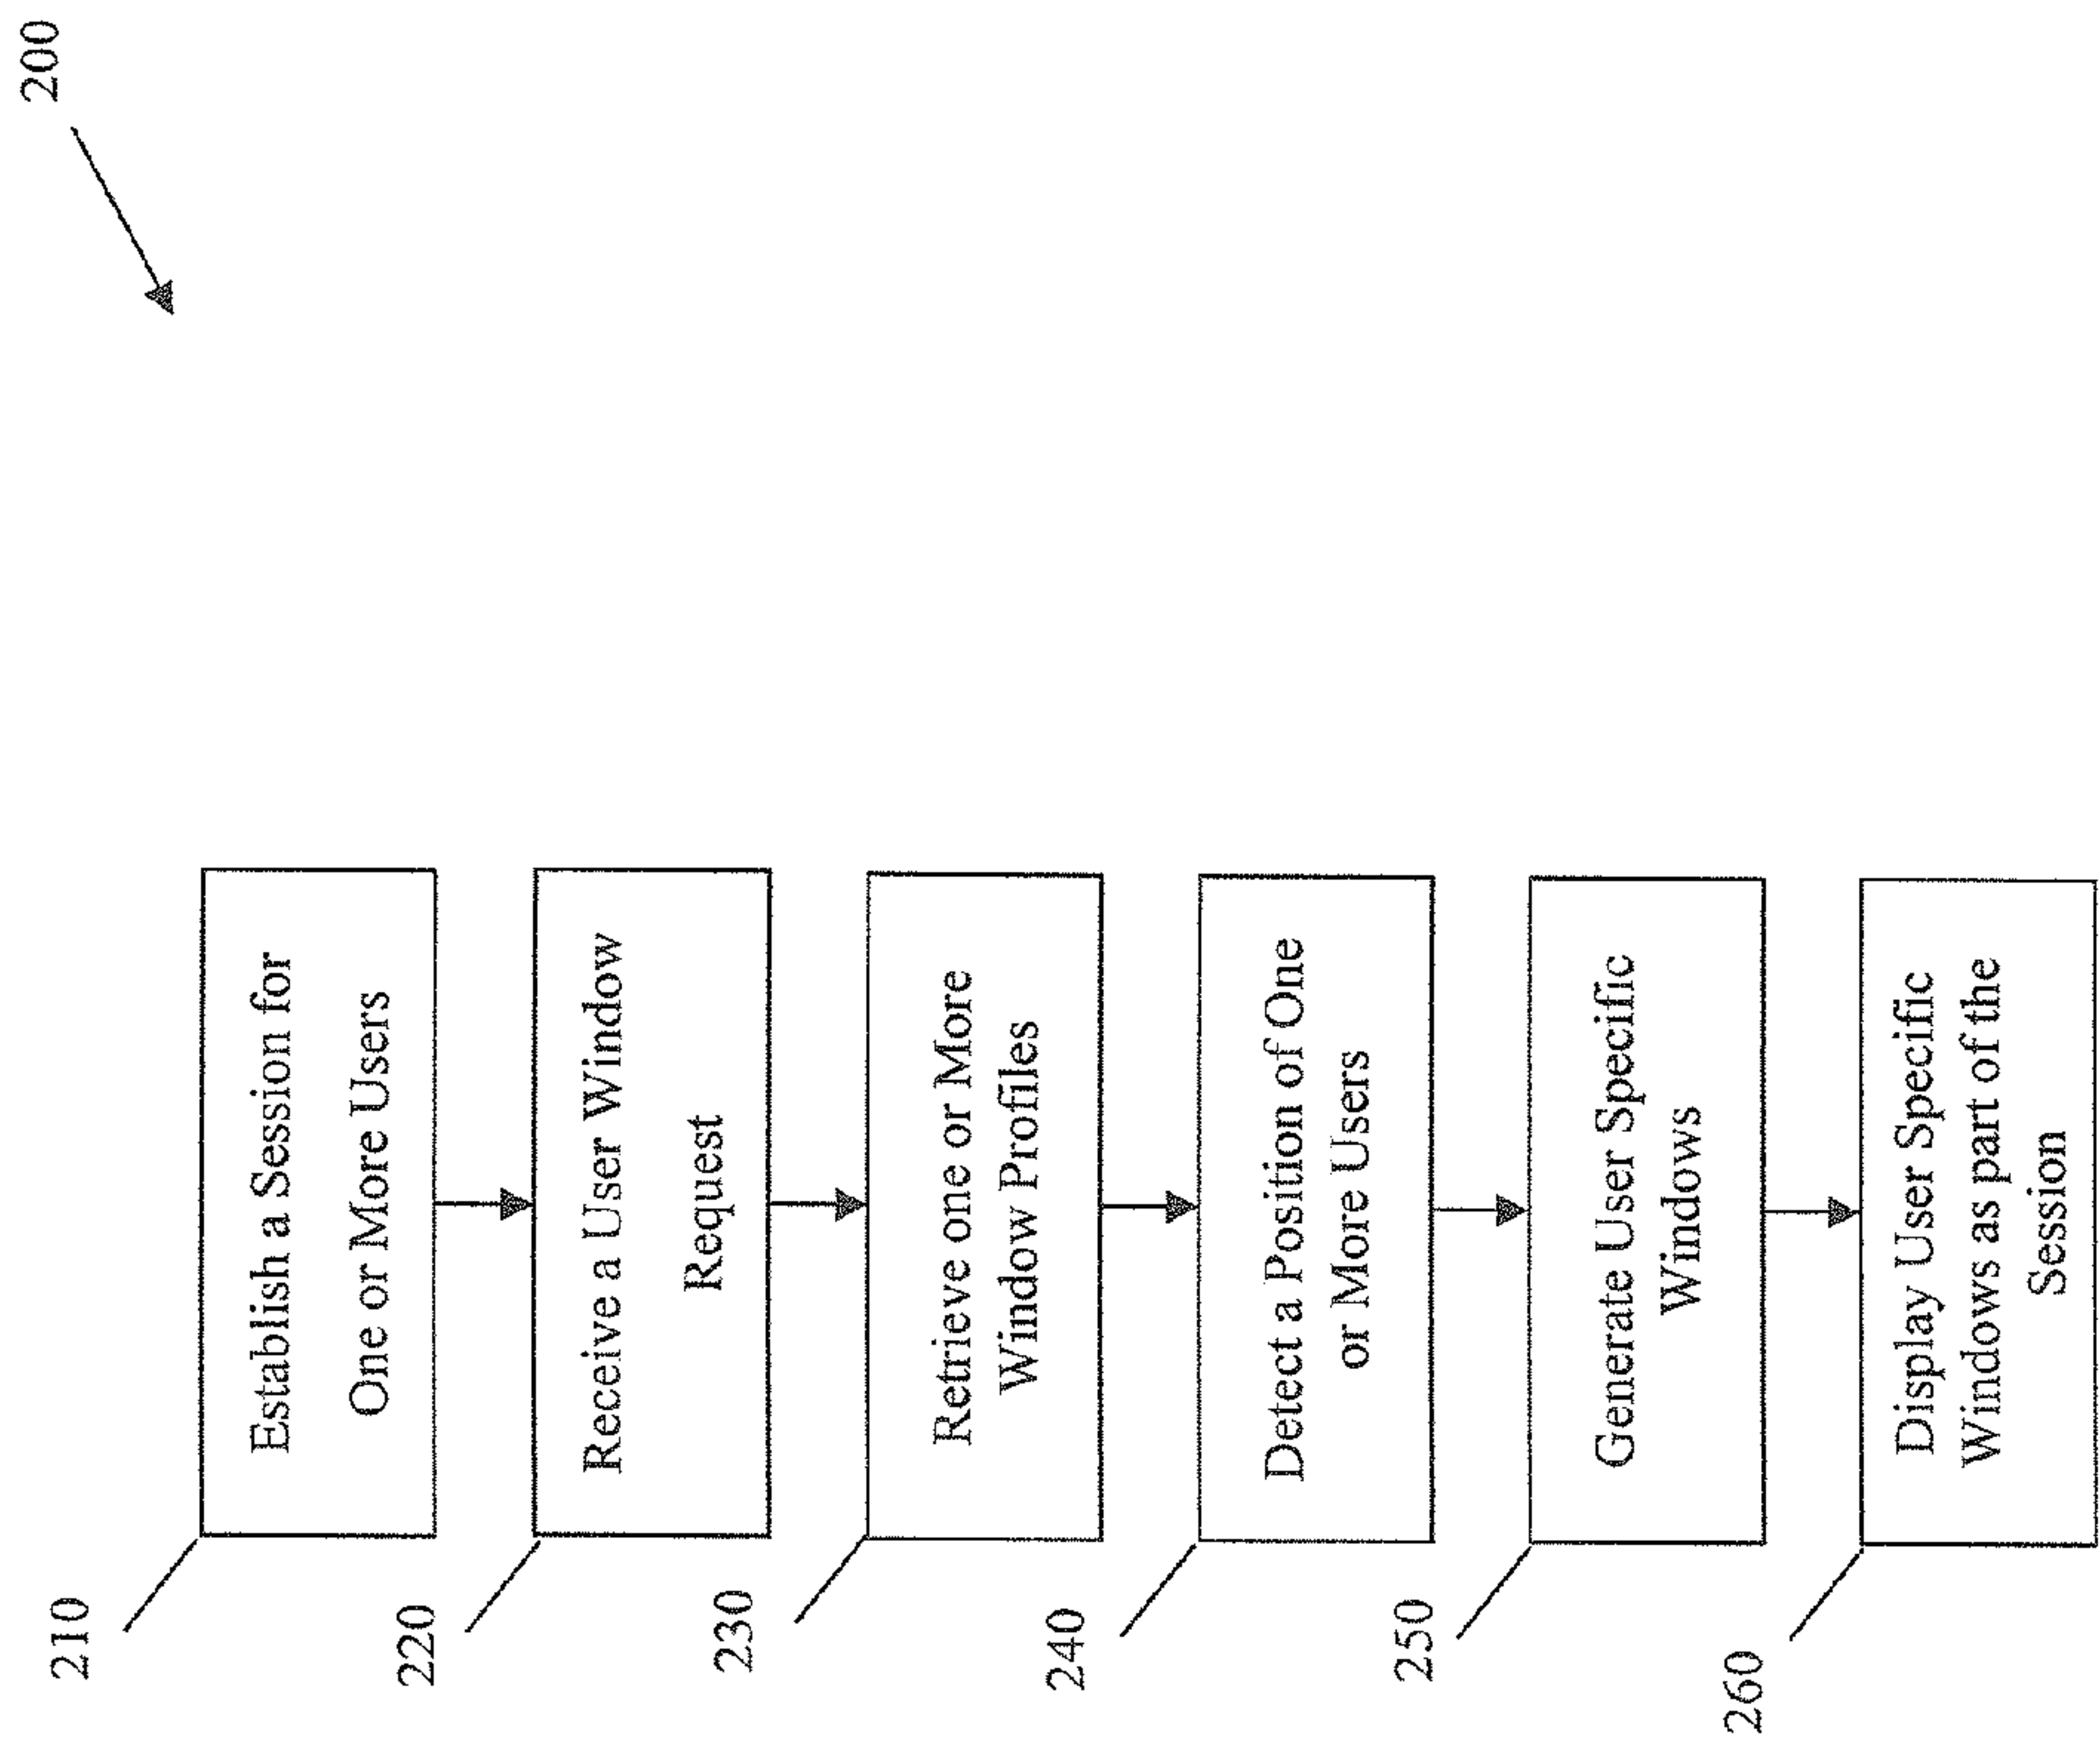 200
210
Establish a Session for
One or More Users
220
Receive a User Window
Request
230
Retrieve one or More
Window Profiles
240
Detect a Position of One
or More Users
250
Generate User Specific
Windows
260
Display User Specific
Windows as part of the
Session